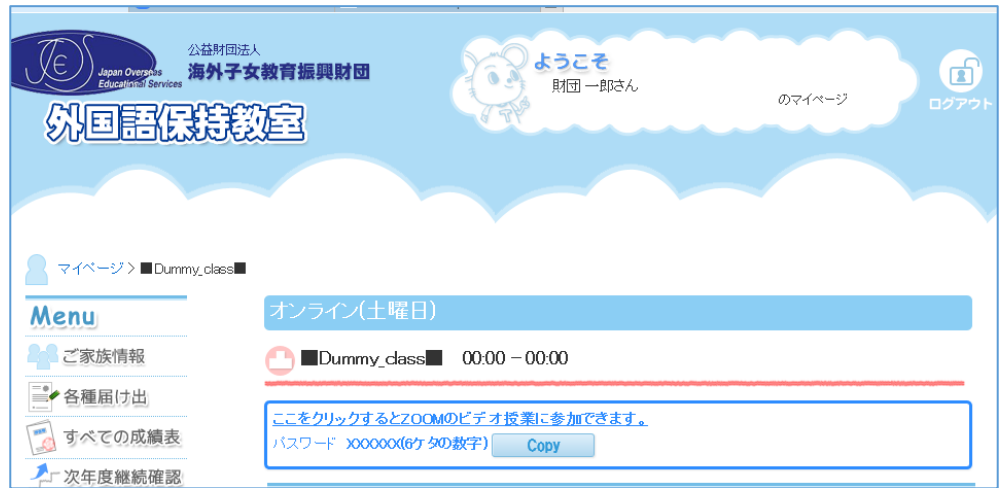 JOES
Japan Overseas
Educational Services
公益財団法人
海外子女教育振興財団
外国語保持教室
ようこそ
財団 一郎さん
のマイページ
ログアウト
マイページ > ■Dummy_class■
Menu
ご家族情報
各種届け出
すべての成績表
次年度継続確認
オンライン(土曜日)
■Dummy_class■ 00:00 - 00:00
ここをクリックするとZOOMのビデオ授業に参加できます。
パスワード XXXXXX(6ケタの数字) Copy